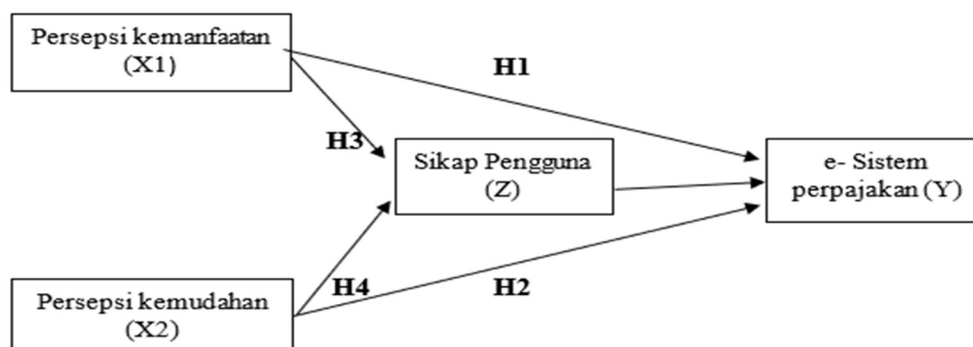 Persepsi kemanfaatan
(X1)
H1
H3
Sikap Pengguna
(Z)
e- Sistem
perpajakan (Y)
H4
H2
Persepsi kemudahan
(X2)